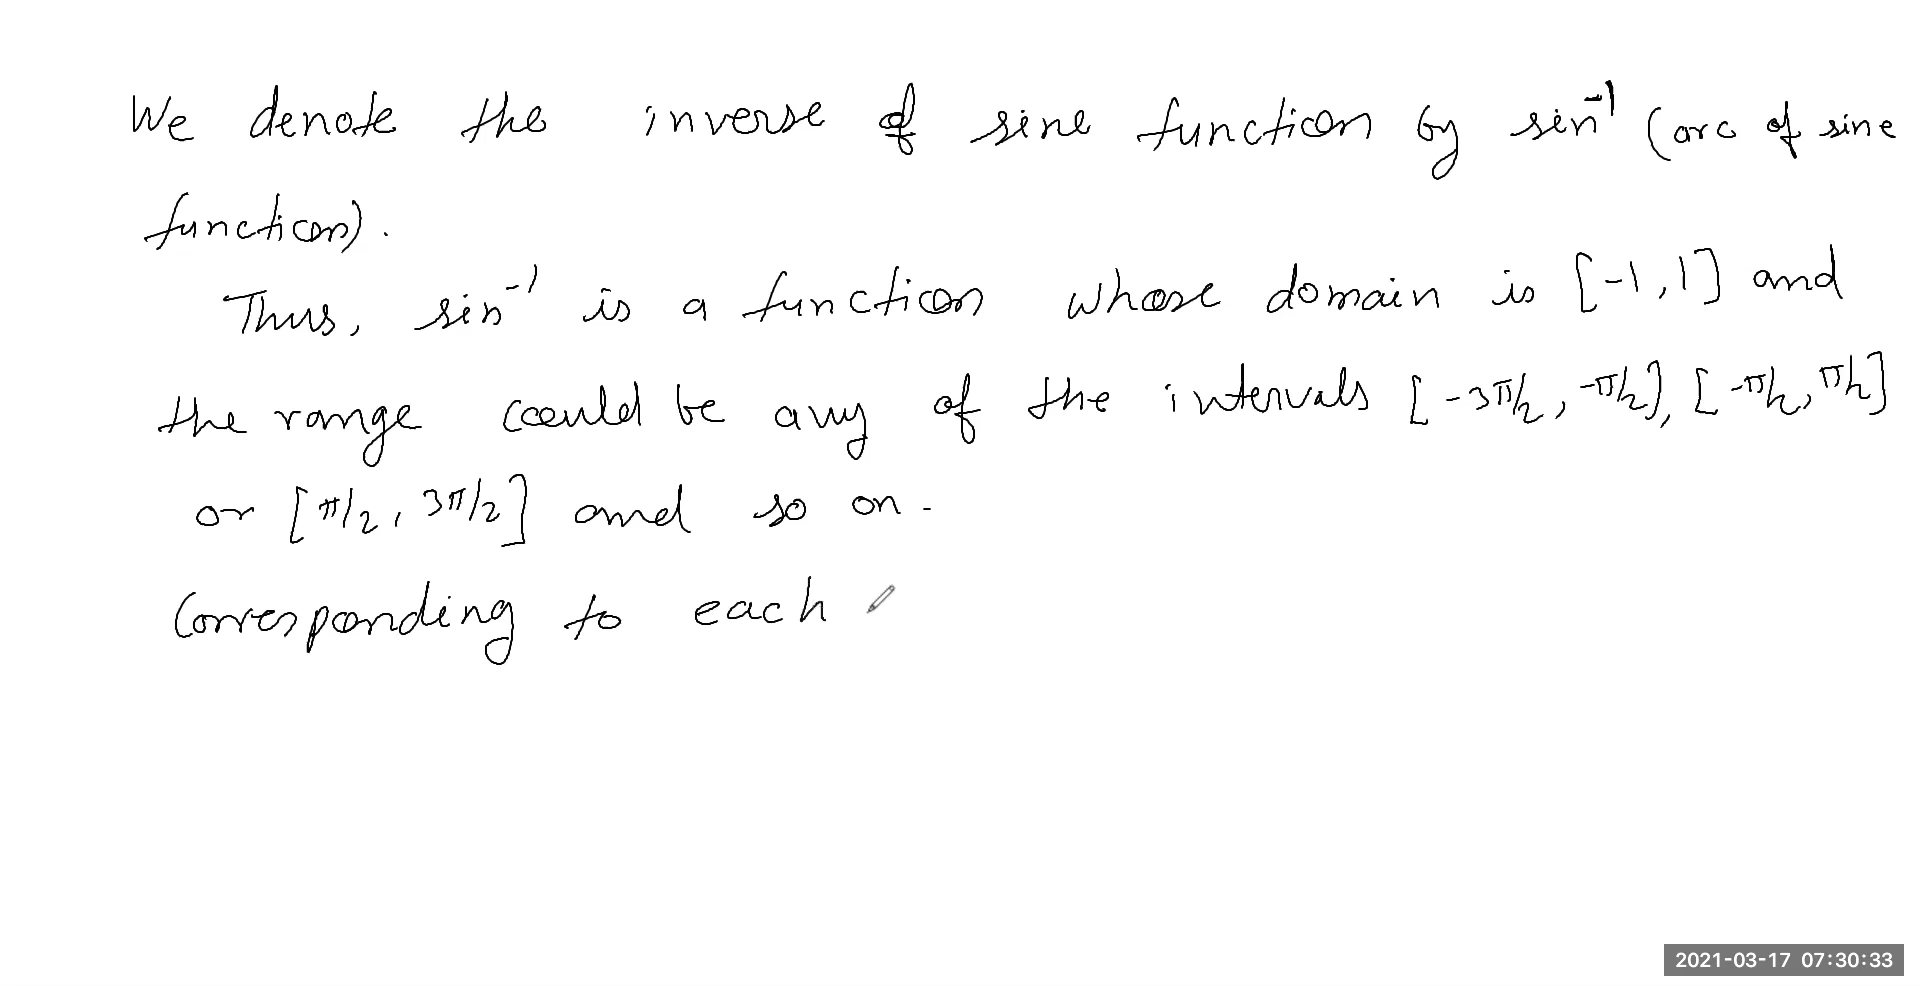 We denote the inverse of sine function by sin⁻¹ (arc of sine
function).
Thus, sin⁻¹ is a function whose domain is [-1,1] and
the range could be any of the intervals [-3π/2, -π/2], [-π/2, π/2]
or [π/2, 3π/2] and so on.
Corresponding to each
2021-03-17 07:30:33